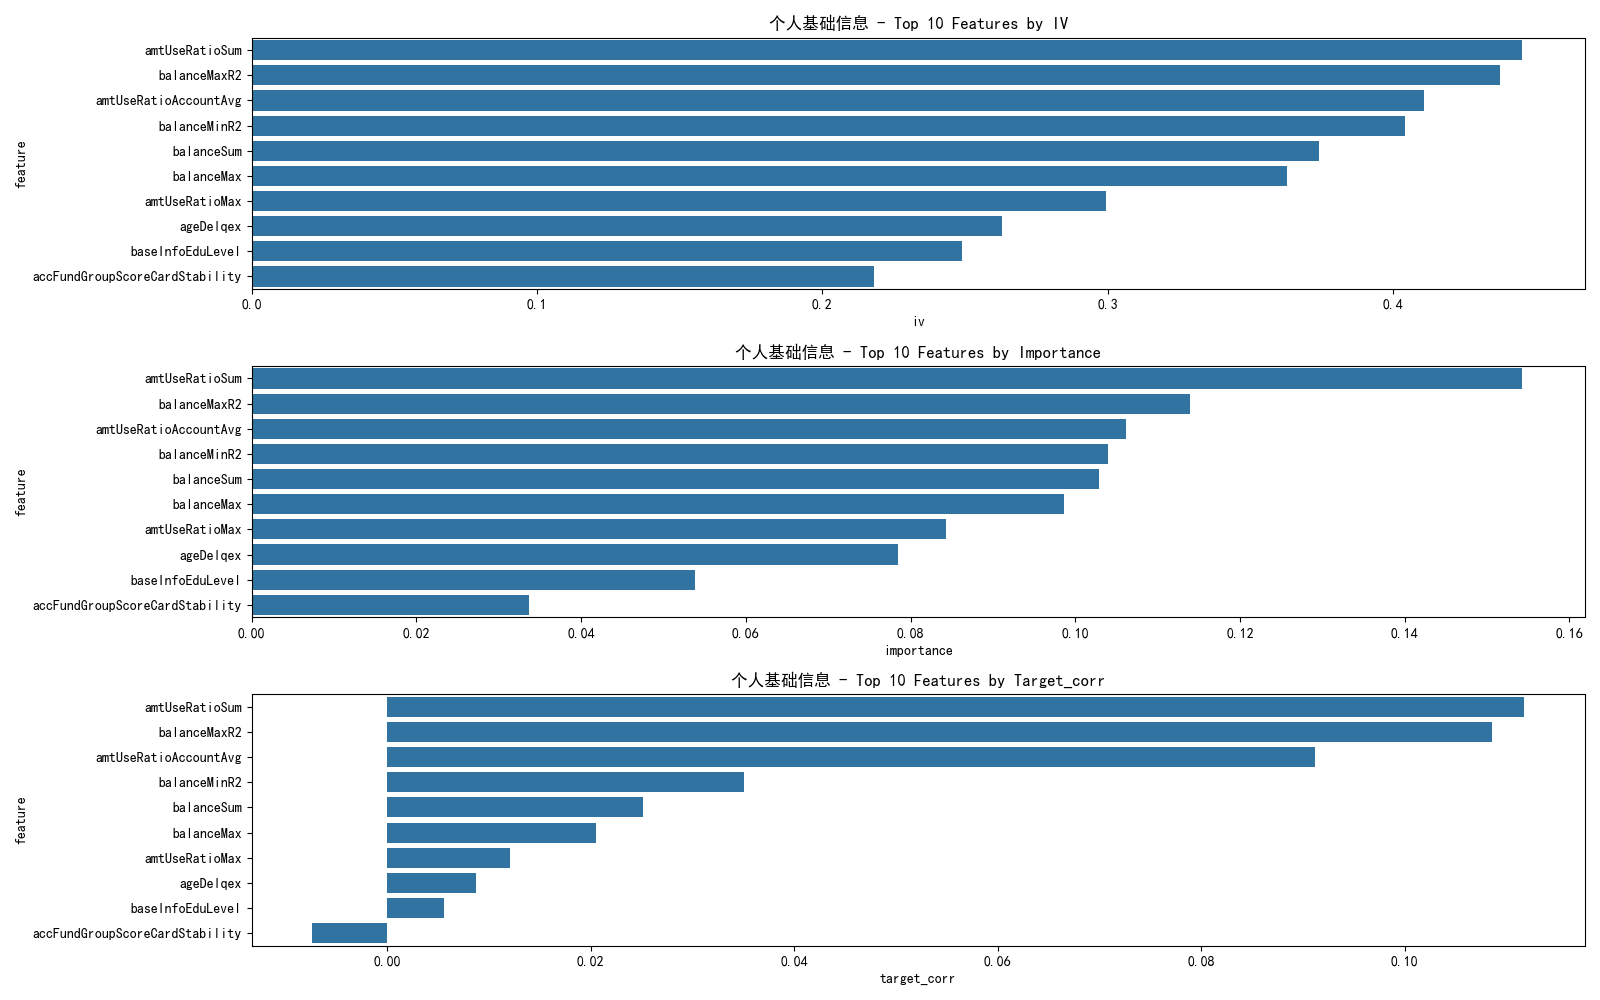 个人基础信息 - Top 10 Features by IV
feature
amtUseRatioSum
balanceMaxR2
amtUseRatioAccountAvg
balanceMinR2
balanceSum
balanceMax
amtUseRatioMax
ageDelqex
baseInfoEduLevel
accFundGroupScoreCardStability
0.0 0.1 0.2 0.3 0.4
iv
个人基础信息 - Top 10 Features by Importance
feature
amtUseRatioSum
balanceMaxR2
amtUseRatioAccountAvg
balanceMinR2
balanceSum
balanceMax
amtUseRatioMax
ageDelqex
baseInfoEduLevel
accFundGroupScoreCardStability
0.00 0.02 0.04 0.06 0.08 0.10 0.12 0.14 0.16
importance
个人基础信息 - Top 10 Features by Target_corr
feature
amtUseRatioSum
balanceMaxR2
amtUseRatioAccountAvg
balanceMinR2
balanceSum
balanceMax
amtUseRatioMax
ageDelqex
baseInfoEduLevel
accFundGroupScoreCardStability
0.00 0.02 0.04 0.06 0.08 0.10
target_corr